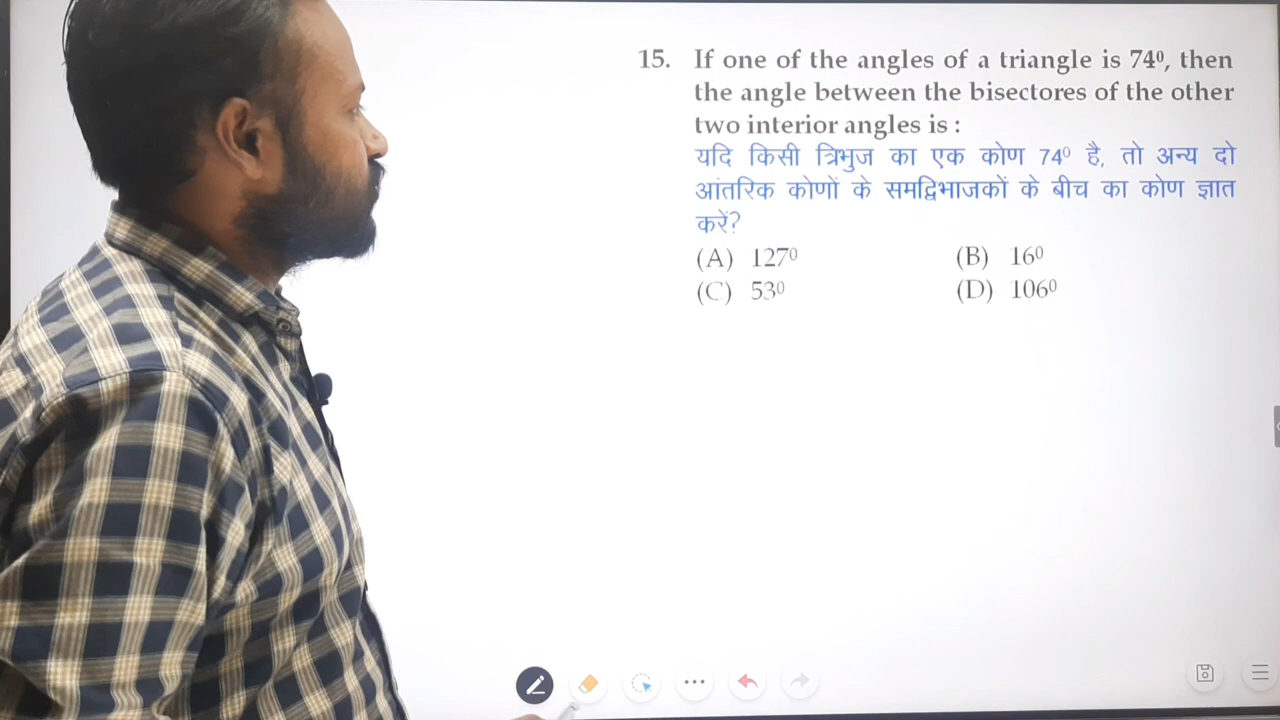 15. If one of the angles of a triangle is 74⁰, then
the angle between the bisectores of the other
two interior angles is :
यदि किसी त्रिभुज का एक कोण 74⁰ है, तो अन्य दो
आंतरिक कोणों के समद्विभाजकों के बीच का कोण ज्ञात
करें?
(A) 127⁰ (B) 16⁰
(C) 53⁰ (D) 106⁰